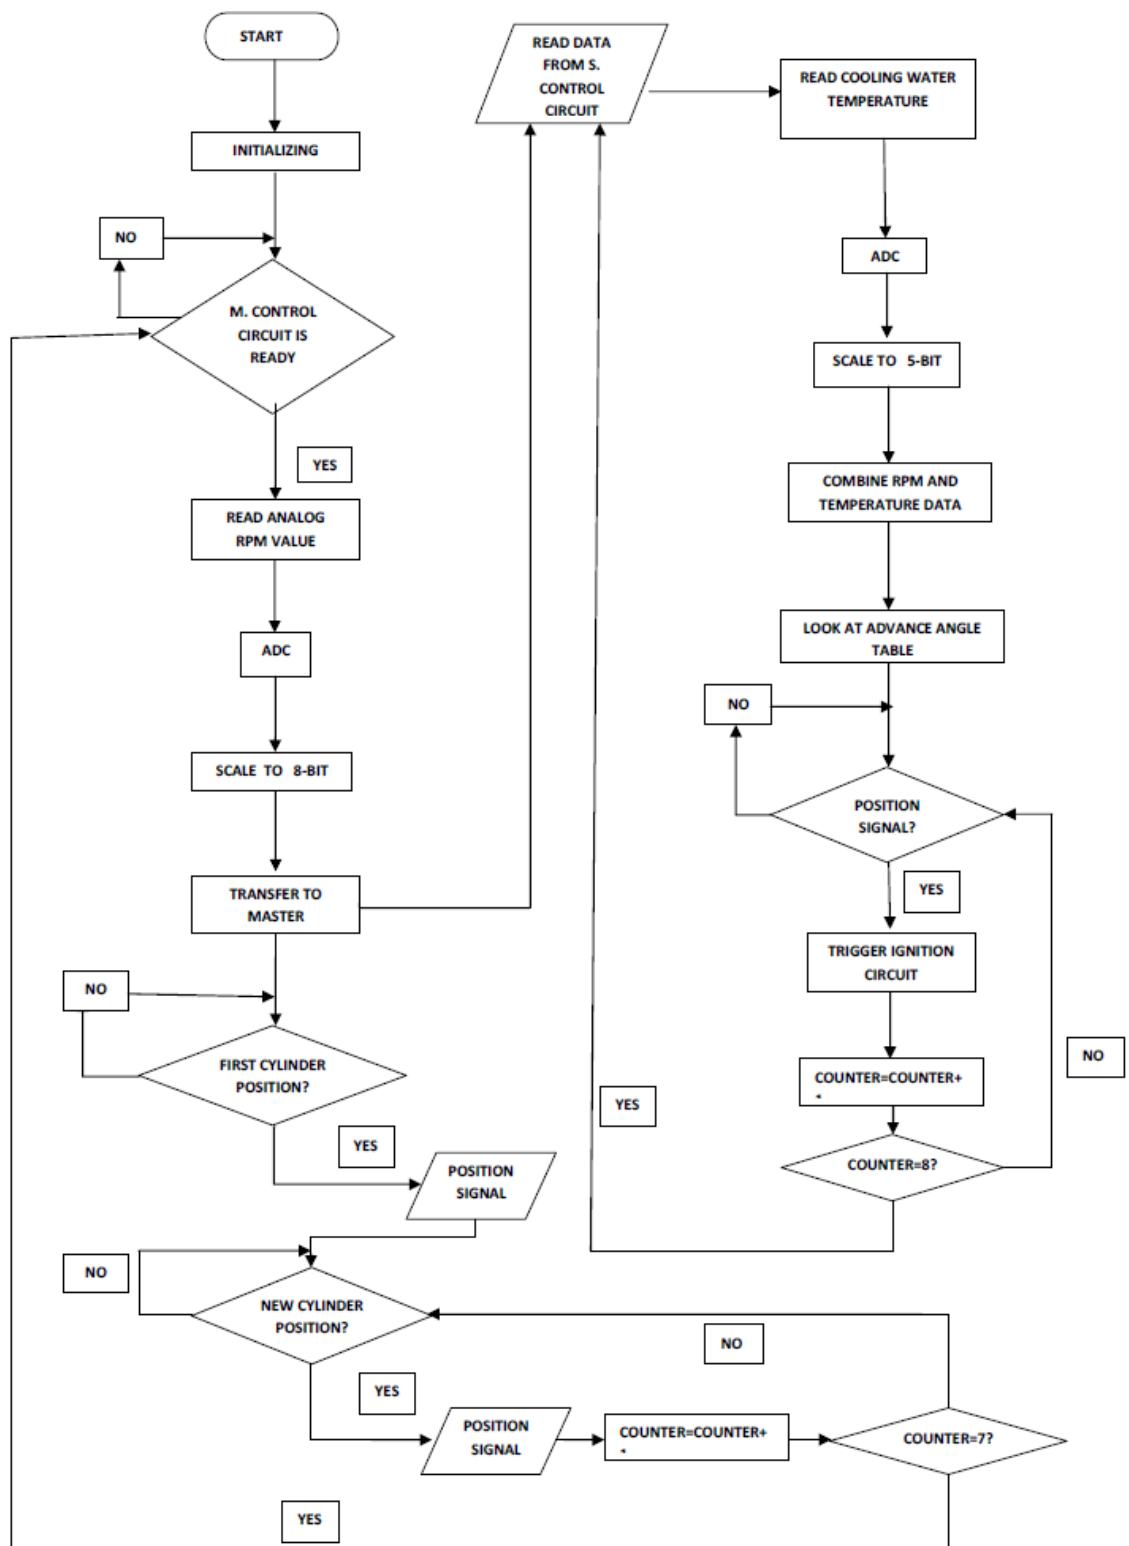 START
INITIALIZING
NO
M. CONTROL
CIRCUIT IS
READY
YES
READ ANALOG
RPM VALUE
ADC
SCALE TO 8-BIT
TRANSFER TO
MASTER
NO
FIRST CYLINDER
POSITION?
YES
POSITION
SIGNAL
NO
NEW CYLINDER
POSITION?
YES
POSITION
SIGNAL
COUNTER=COUNTER+
COUNTER=7?
NO
YES
READ DATA
FROM S.
CONTROL
CIRCUIT
READ COOLING WATER
TEMPERATURE
ADC
SCALE TO 5-BIT
COMBINE RPM AND
TEMPERATURE DATA
LOOK AT ADVANCE ANGLE
TABLE
NO
POSITION
SIGNAL?
YES
TRIGGER IGNITION
CIRCUIT
COUNTER=COUNTER+
COUNTER=8?
NO
YES